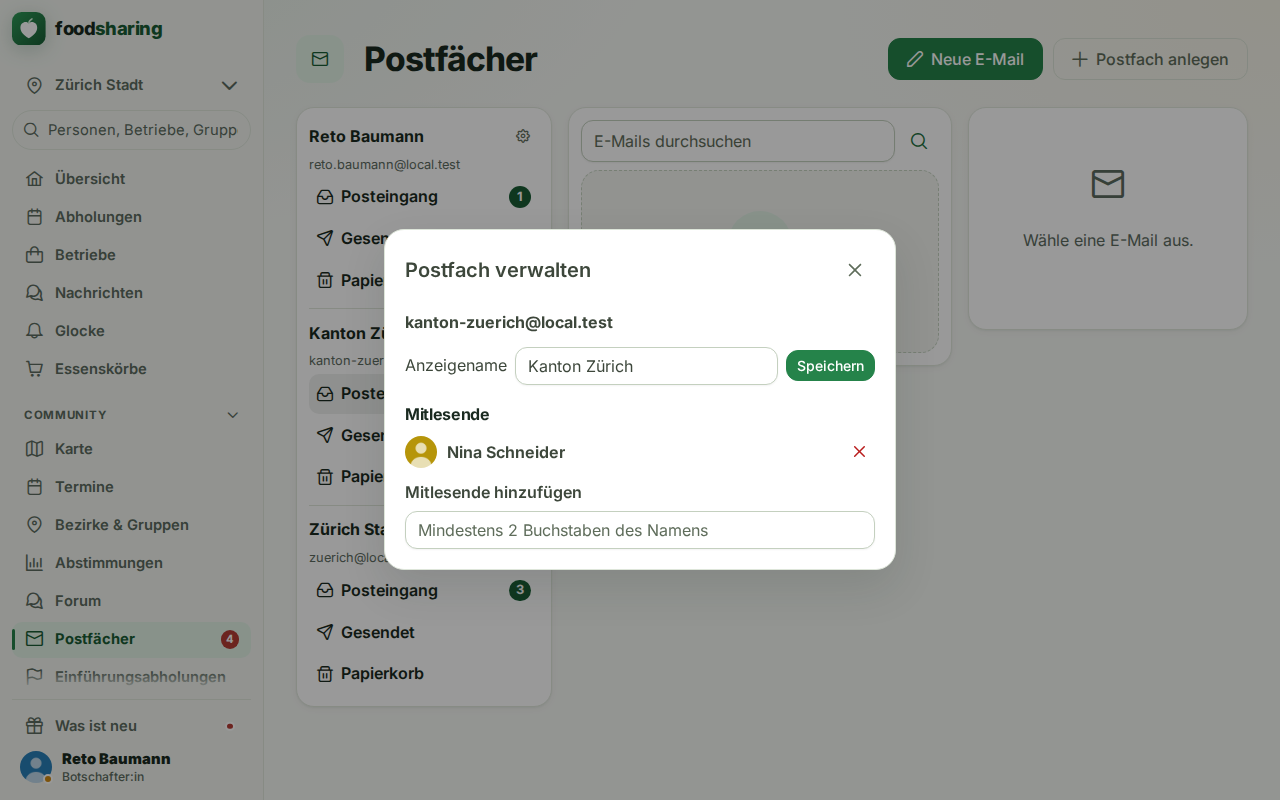 foodsharing
Zürich Stadt
Personen, Betriebe, Grupp
Übersicht
Abholungen
Betriebe
Nachrichten
Glocke
Essenskörbe
COMMUNITY
Karte
Termine
Bezirke & Gruppen
Abstimmungen
Forum
Postfächer
4
Einführungsabholungen
Was ist neu
Reto Baumann
Botschafter:in
Postfächer
Neue E-Mail
Postfach anlegen
Reto Baumann
reto.baumann@local.test
Posteingang
1
Gesen
Papie
Kanton Zü
kanton-zuer
Poste
Gesen
Papie
Zürich Sta
zuerich@loc
Posteingang
3
Gesendet
Papierkorb
E-Mails durchsuchen
Wähle eine E-Mail aus.
Postfach verwalten
kanton-zuerich@local.test
Anzeigename
Kanton Zürich
Speichern
Mitlesende
Nina Schneider
Mitlesende hinzufügen
Mindestens 2 Buchstaben des Namens